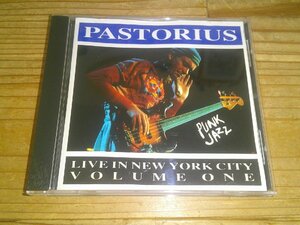 PASTORIUS
PUNK
JAZZ
LIVE IN NEW YORK CITY
VOLUME ONE